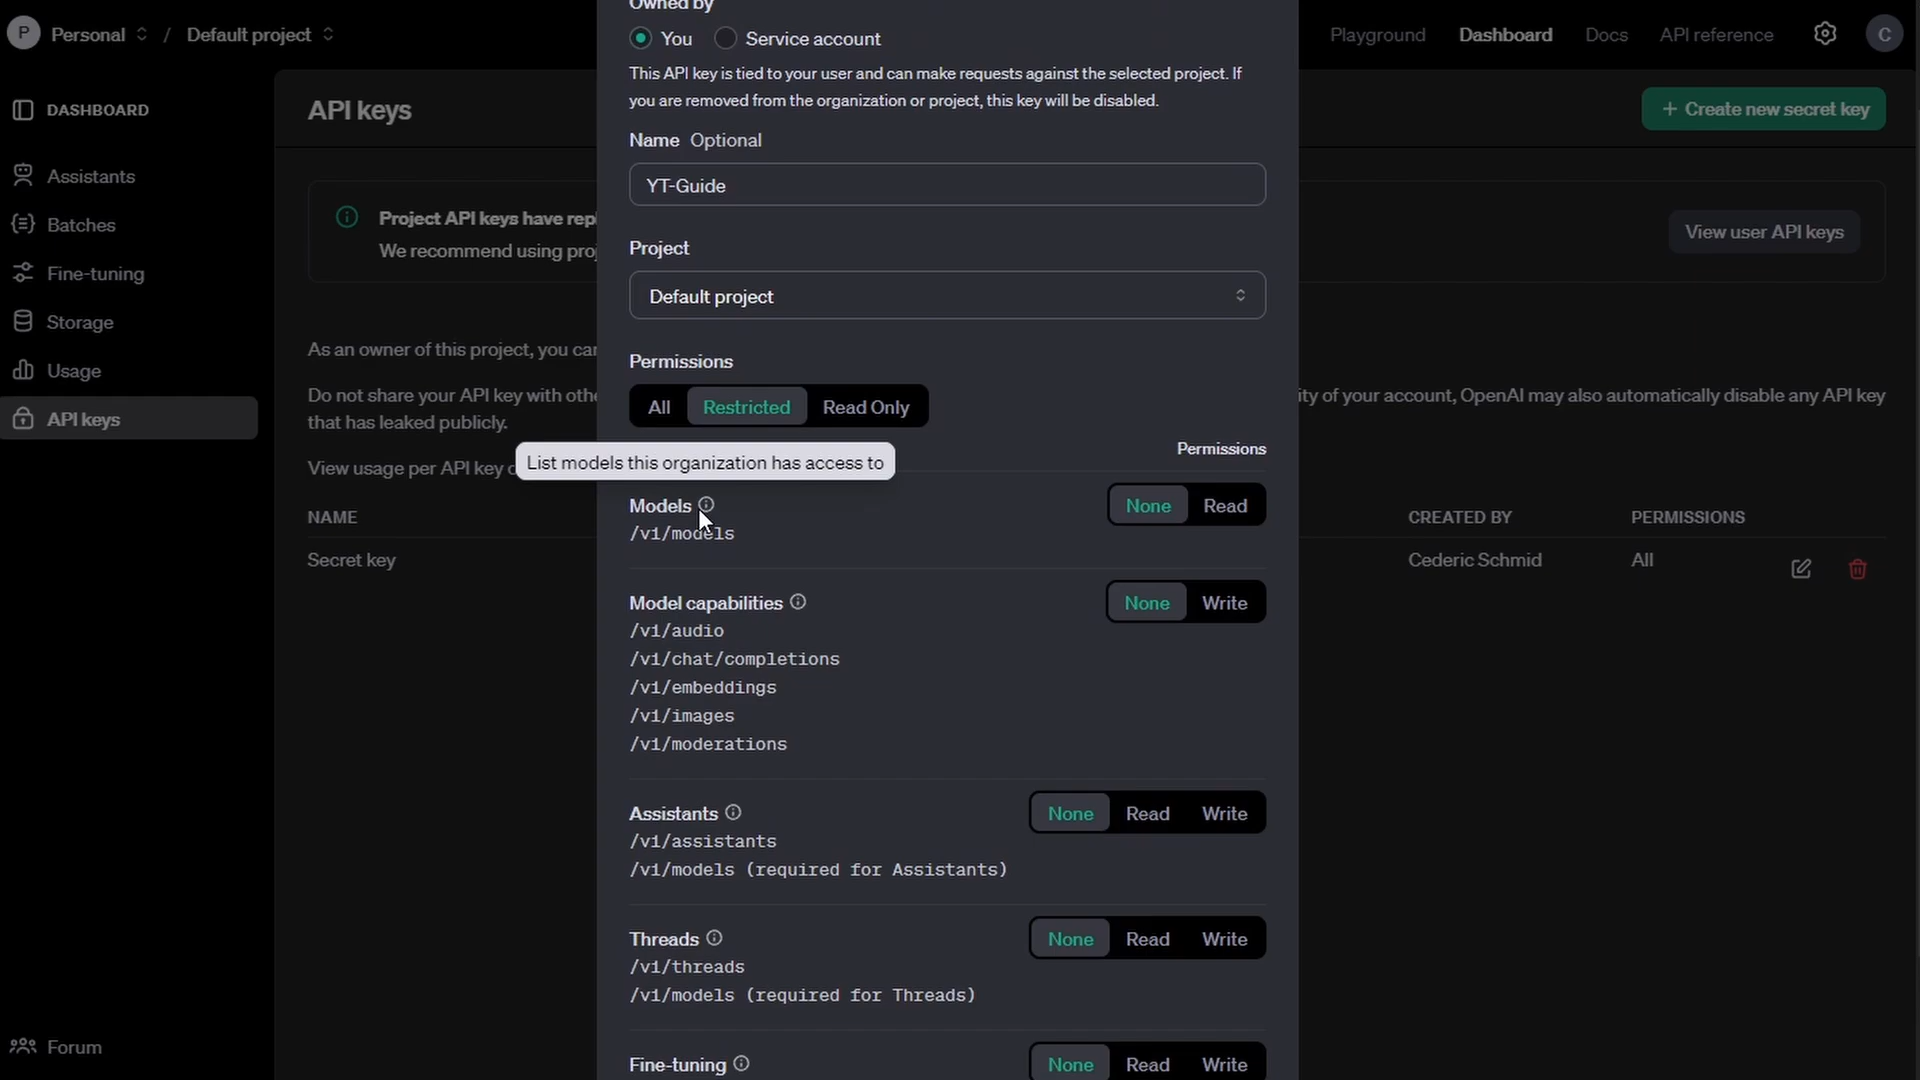 P Personal / Default project
Playground Dashboard Docs API reference C
DASHBOARD
Assistants
Batches
Fine-tuning
Storage
Usage
API keys
Forum
API keys
+ Create new secret key
Project API keys have rep
We recommend using proj
View user API keys
As an owner of this project, you can
Do not share your API key with othe
ity of your account, OpenAI may also automatically disable any API key
that has leaked publicly.
View usage per API key o
NAME CREATED BY PERMISSIONS
Secret key Cederic Schmid All
Owned by
You Service account
This API key is tied to your user and can make requests against the selected project. If
you are removed from the organization or project, this key will be disabled.
Name Optional
YT-Guide
Project
Default project
Permissions
All Restricted Read Only
Permissions
List models this organization has access to
Models None Read
/v1/models
Model capabilities None Write
/v1/audio
/v1/chat/completions
/v1/embeddings
/v1/images
/v1/moderations
Assistants None Read Write
/v1/assistants
/v1/models (required for Assistants)
Threads None Read Write
/v1/threads
/v1/models (required for Threads)
Fine-tuning None Read Write